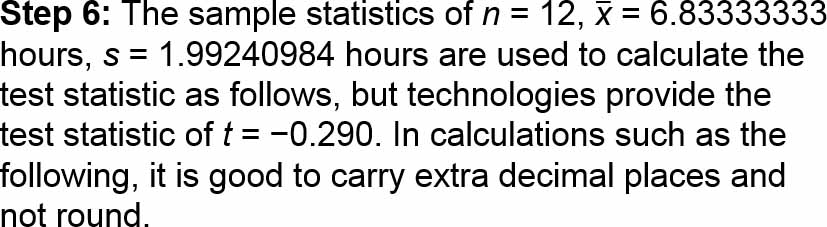 Step 6: The sample statistics of n = 12, x̄ = 6.83333333
hours, s = 1.99240984 hours are used to calculate the
test statistic as follows, but technologies provide the
test statistic of t = −0.290. In calculations such as the
following, it is good to carry extra decimal places and
not round.